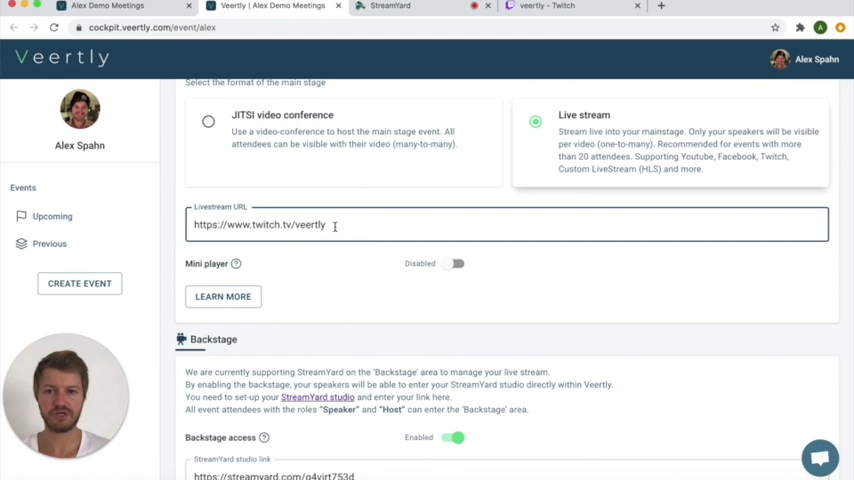 Alex Demo Meetings
Veertly | Alex Demo Meetings
StreamYard
veertly - Twitch
cockpit.veertly.com/event/alex
A
Veertly
Alex Spahn
Alex Spahn
Events
Upcoming
Previous
CREATE EVENT
Select the format of the main stage
JITSI video conference
Use a video-conference to host the main stage event. All
attendees can be visible with their video (many-to-many).
Live stream
Stream live into your mainstage. Only your speakers will be visible
per video (one-to-many). Recommended for events with more
than 20 attendees. Supporting Youtube, Facebook, Twitch,
Custom LiveStream (HLS) and more.
Livestream URL
https://www.twitch.tv/veertly
Mini player ?
Disabled
LEARN MORE
Backstage
We are currently supporting StreamYard on the 'Backstage' area to manage your live stream.
By enabling the backstage, your speakers will be able to enter your StreamYard studio directly within Veertly.
You need to set-up your StreamYard studio and enter your link here.
All event attendees with the roles "Speaker" and "Host" can enter the 'Backstage' area.
Backstage access ?
Enabled
StreamYard studio link
https://streamyard.com/g4virt753d